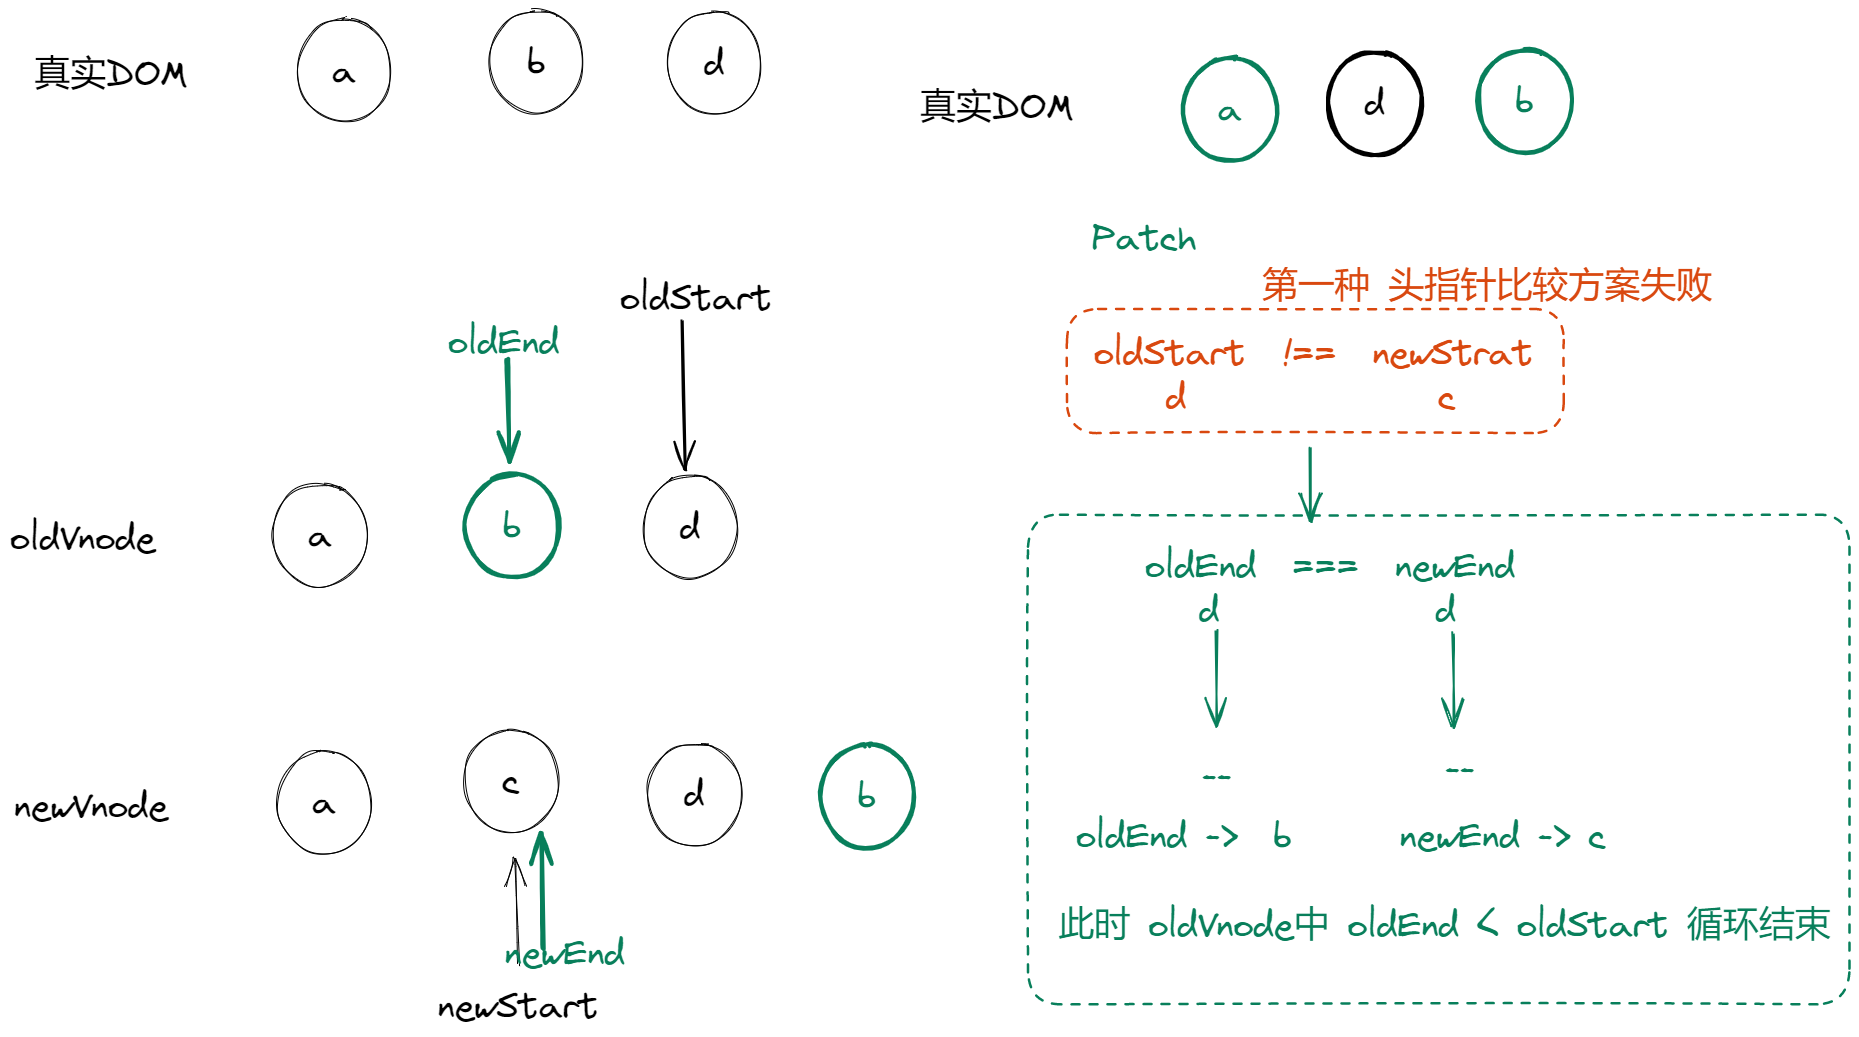 真实DOM
a b d
真实DOM
a d b
Patch
第一种 头指针比较方案失败
oldStart !== newStrat
d c
oldStart
oldEnd
oldVnode
a b d
oldEnd === newEnd
d d
-- --
oldEnd -> b newEnd -> c
此时 oldVnode中 oldEnd < oldStart 循环结束
newVnode
a c d b
newEnd
newStart